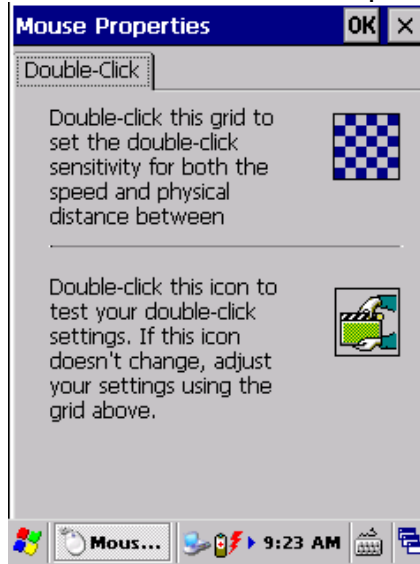 Mouse Properties OK ×
Double-Click
Double-click this grid to
set the double-click
sensitivity for both the
speed and physical
distance between
Double-click this icon to
test your double-click
settings. If this icon
doesn't change, adjust
your settings using the
grid above.
Mous... 9:23 AM